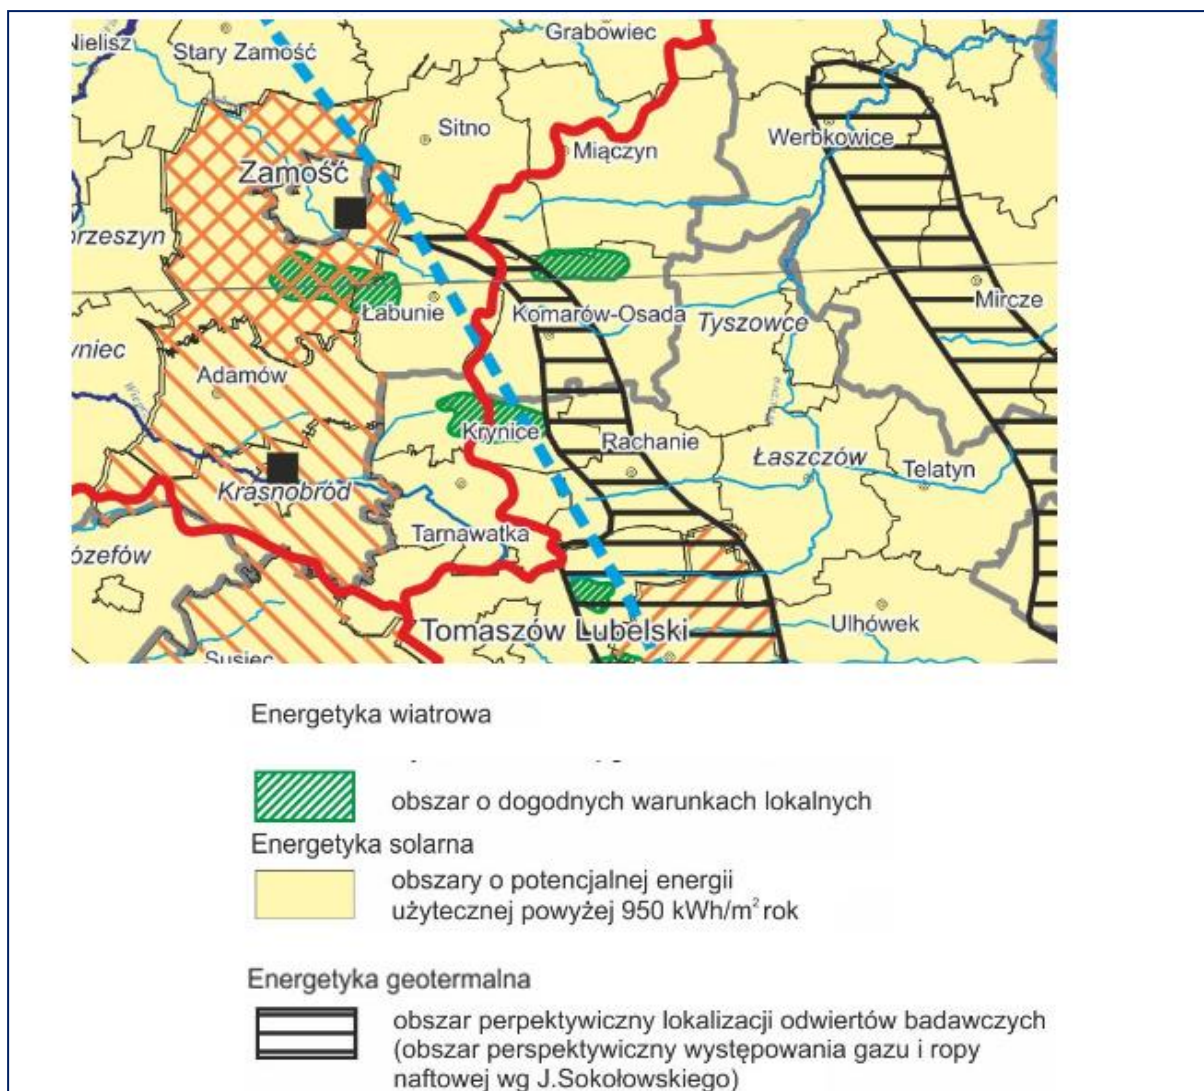 Nielisz
Stary Zamość
Grabowiec
Sitno
Miączyn
Werbkowice
Zamość
brzeszyn
Łabunie
Komarów-Osada
Tyszowce
Mircze
Adamów
Krynice
Rachanie
Łaszczów
Telatyn
Krasnobród
Tarnawatka
Józefów
Tomaszów Lubelski
Ulhówek
Susiec
Energetyka wiatrowa
obszar o dogodnych warunkach lokalnych
Energetyka solarna
obszary o potencjalnej energii
użytecznej powyżej 950 kWh/m² rok
Energetyka geotermalna
obszar perpektywiczny lokalizacji odwiertów badawczych
(obszar perspektywiczny występowania gazu i ropy
naftowej wg J.Sokołowskiego)